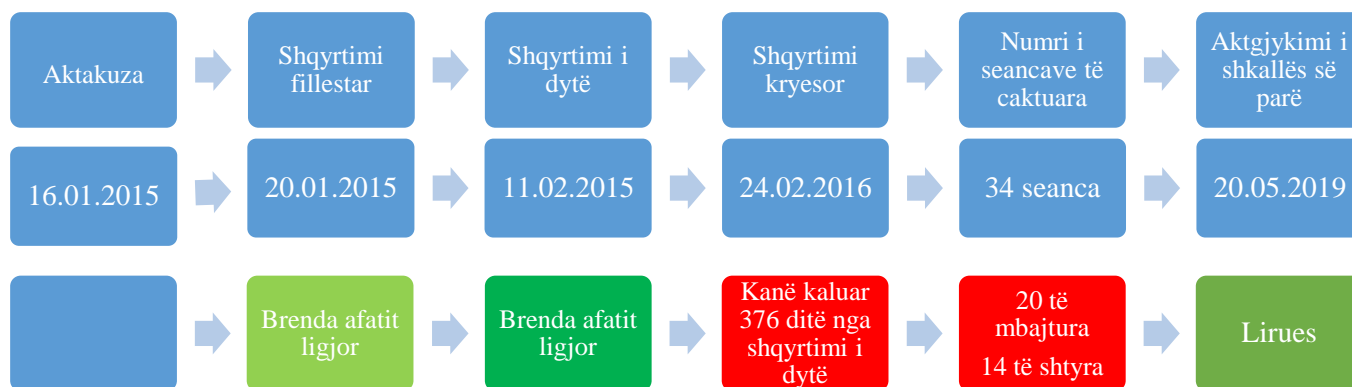 Aktakuza
Shqyrtimi
fillestar
Shqyrtimi i
dytë
Shqyrtimi
kryesor
Numri i
seancave të
caktuara
Aktgjykimi i
shkallës së
parë
16.01.2015
20.01.2015
11.02.2015
24.02.2016
34 seanca
20.05.2019
Brenda afatit
ligjor
Brenda afatit
ligjor
Kanë kaluar
376 ditë nga
shqyrtimi i
dytë
20 të
mbajtura
14 të shtyra
Lirues